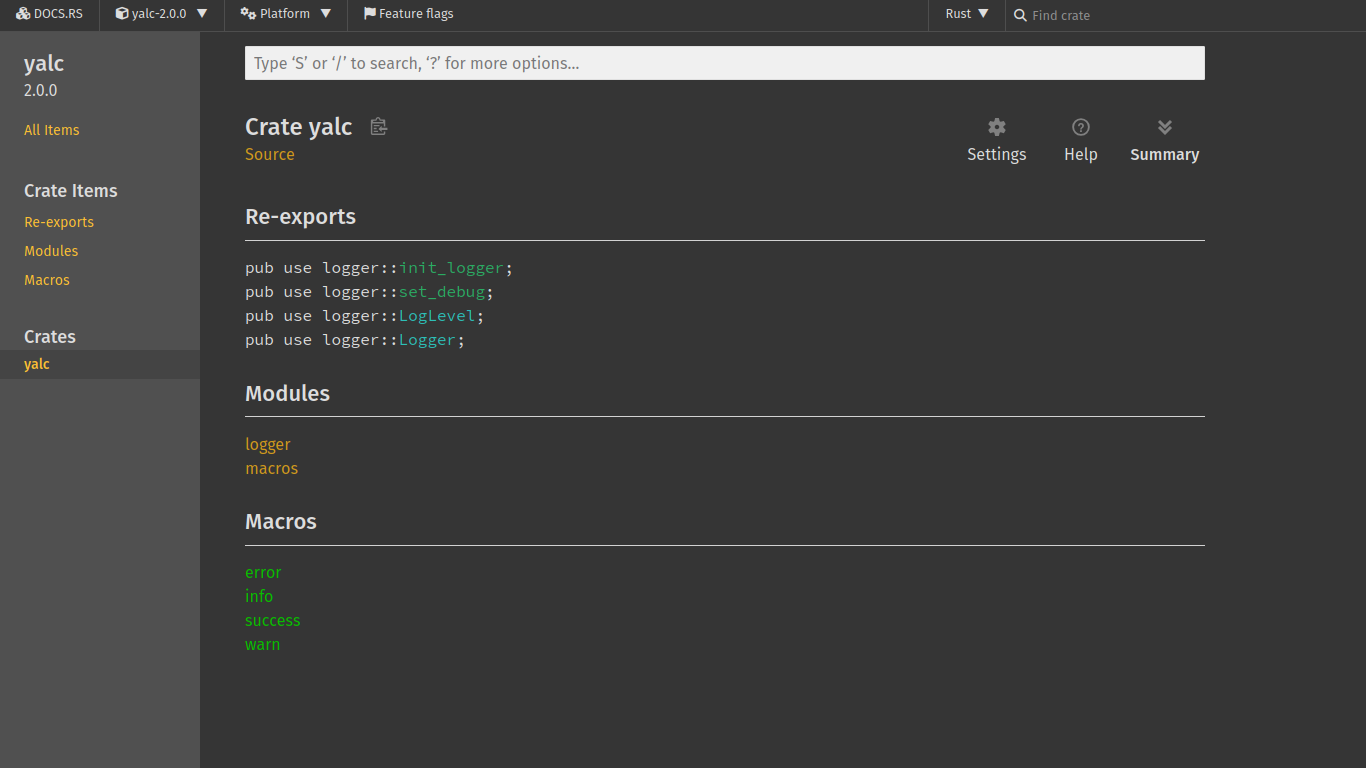 DOCS.RS yalc-2.0.0 Platform Feature flags Rust Find crate
yalc
2.0.0
All Items
Crate Items
Re-exports
Modules
Macros
Crates
yalc
Type ‘S’ or ‘/’ to search, ‘?’ for more options…
Crate yalc
Source
Settings Help Summary
Re-exports
pub use logger::init_logger;
pub use logger::set_debug;
pub use logger::LogLevel;
pub use logger::Logger;
Modules
logger
macros
Macros
error
info
success
warn